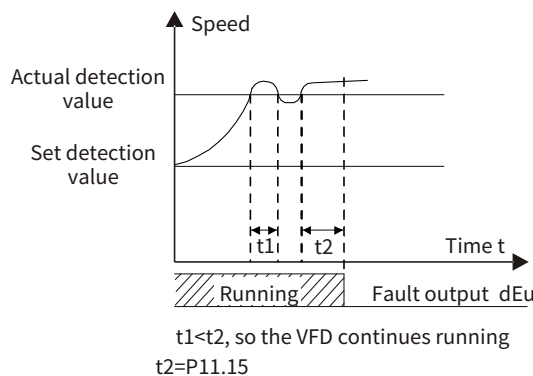 Speed
Actual detection
value
Set detection
value
t1
t2
Time t
Running
Fault output dEu
t1<t2, so the VFD continues running
t2=P11.15